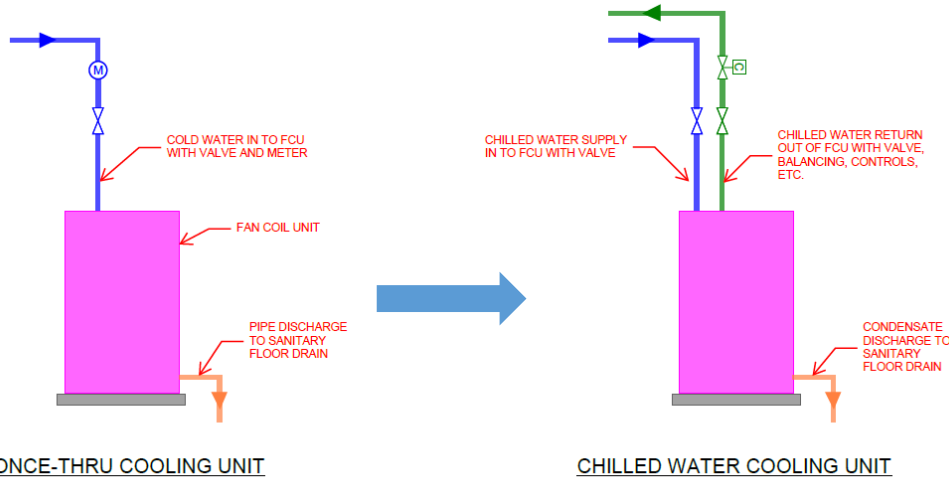 M
COLD WATER IN TO FCU
WITH VALVE AND METER
FAN COIL UNIT
PIPE DISCHARGE
TO SANITARY
FLOOR DRAIN
ONCE-THRU COOLING UNIT
C
CHILLED WATER SUPPLY
IN TO FCU WITH VALVE
CHILLED WATER RETURN
OUT OF FCU WITH VALVE,
BALANCING, CONTROLS,
ETC.
CONDENSATE
DISCHARGE TO
SANITARY
FLOOR DRAIN
CHILLED WATER COOLING UNIT